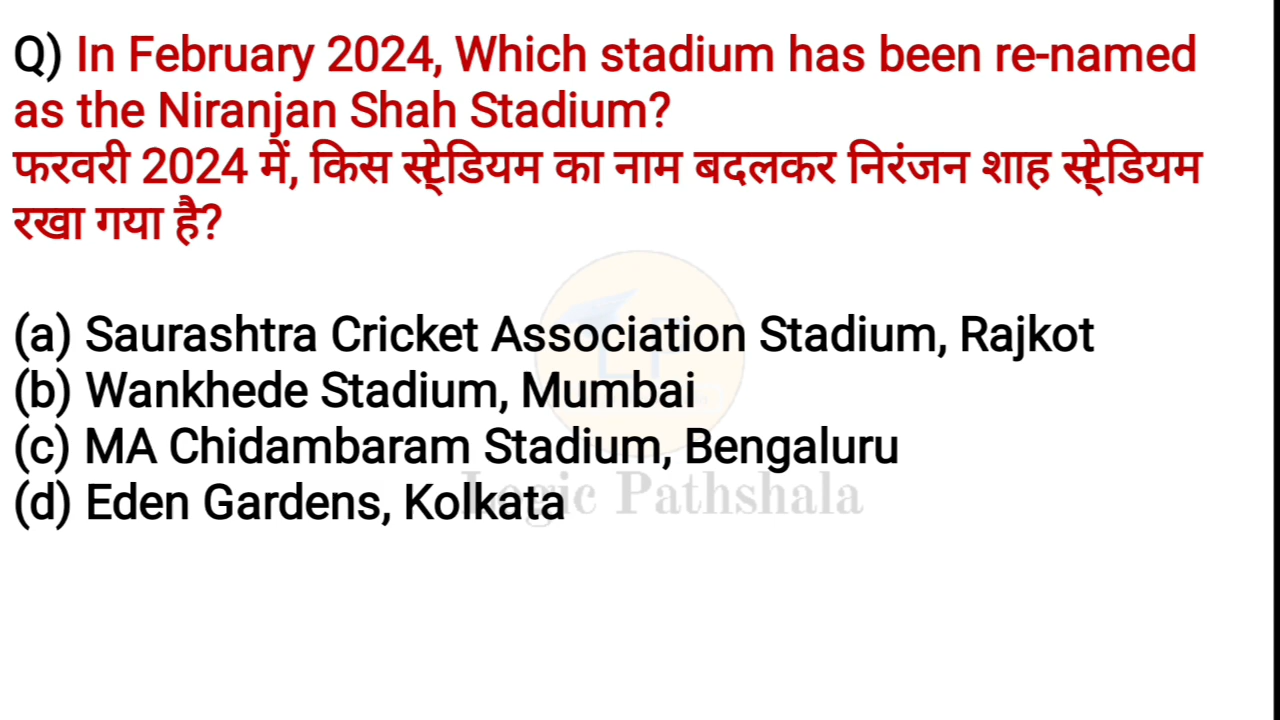 Q) In February 2024, Which stadium has been re-named
as the Niranjan Shah Stadium?
फरवरी 2024 में, किस स्टे्डियम का नाम बदलकर निरंजन शाह स्टे्डियम
रखा गया है?
(a) Saurashtra Cricket Association Stadium, Rajkot
(b) Wankhede Stadium, Mumbai
(c) MA Chidambaram Stadium, Bengaluru
(d) Eden Gardens, Kolkata
Logic Pathshala